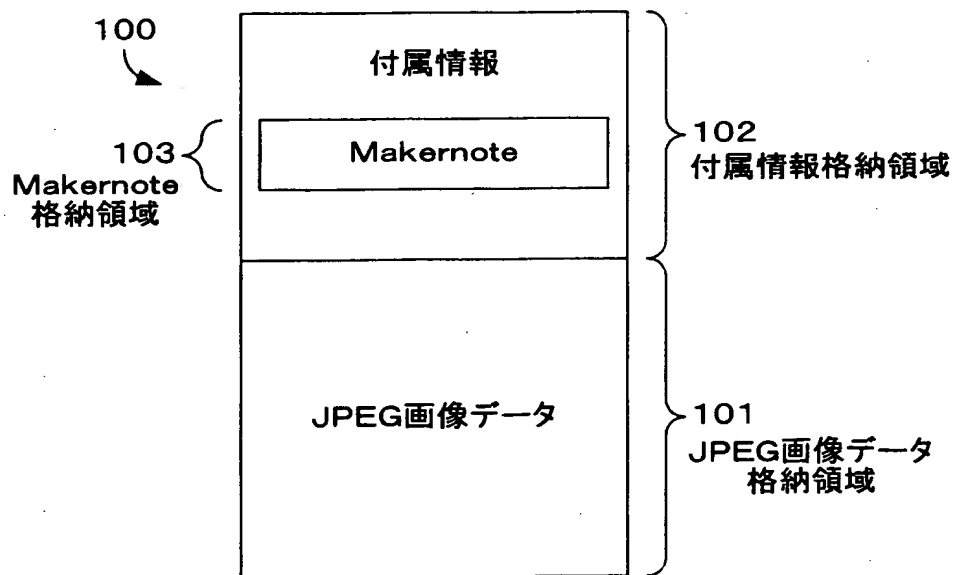 100
付属情報
Makernote
103
Makernote
格納領域
102
付属情報格納領域
JPEG画像データ
101
JPEG画像データ
格納領域